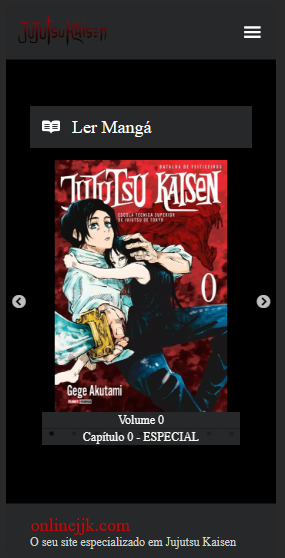 JUJUTSU KAISEN
Ler Mangá
BATALHA DE FEITICEIROS
JUJUTSU KAISEN
ESCOLA TÉCNICA SUPERIOR
DE JUJUTSU DE TÓQUIO
0
Gege Akutami
Volume 0
Capítulo 0 - ESPECIAL
onlinejjk.com
O seu site especializado em Jujutsu Kaisen